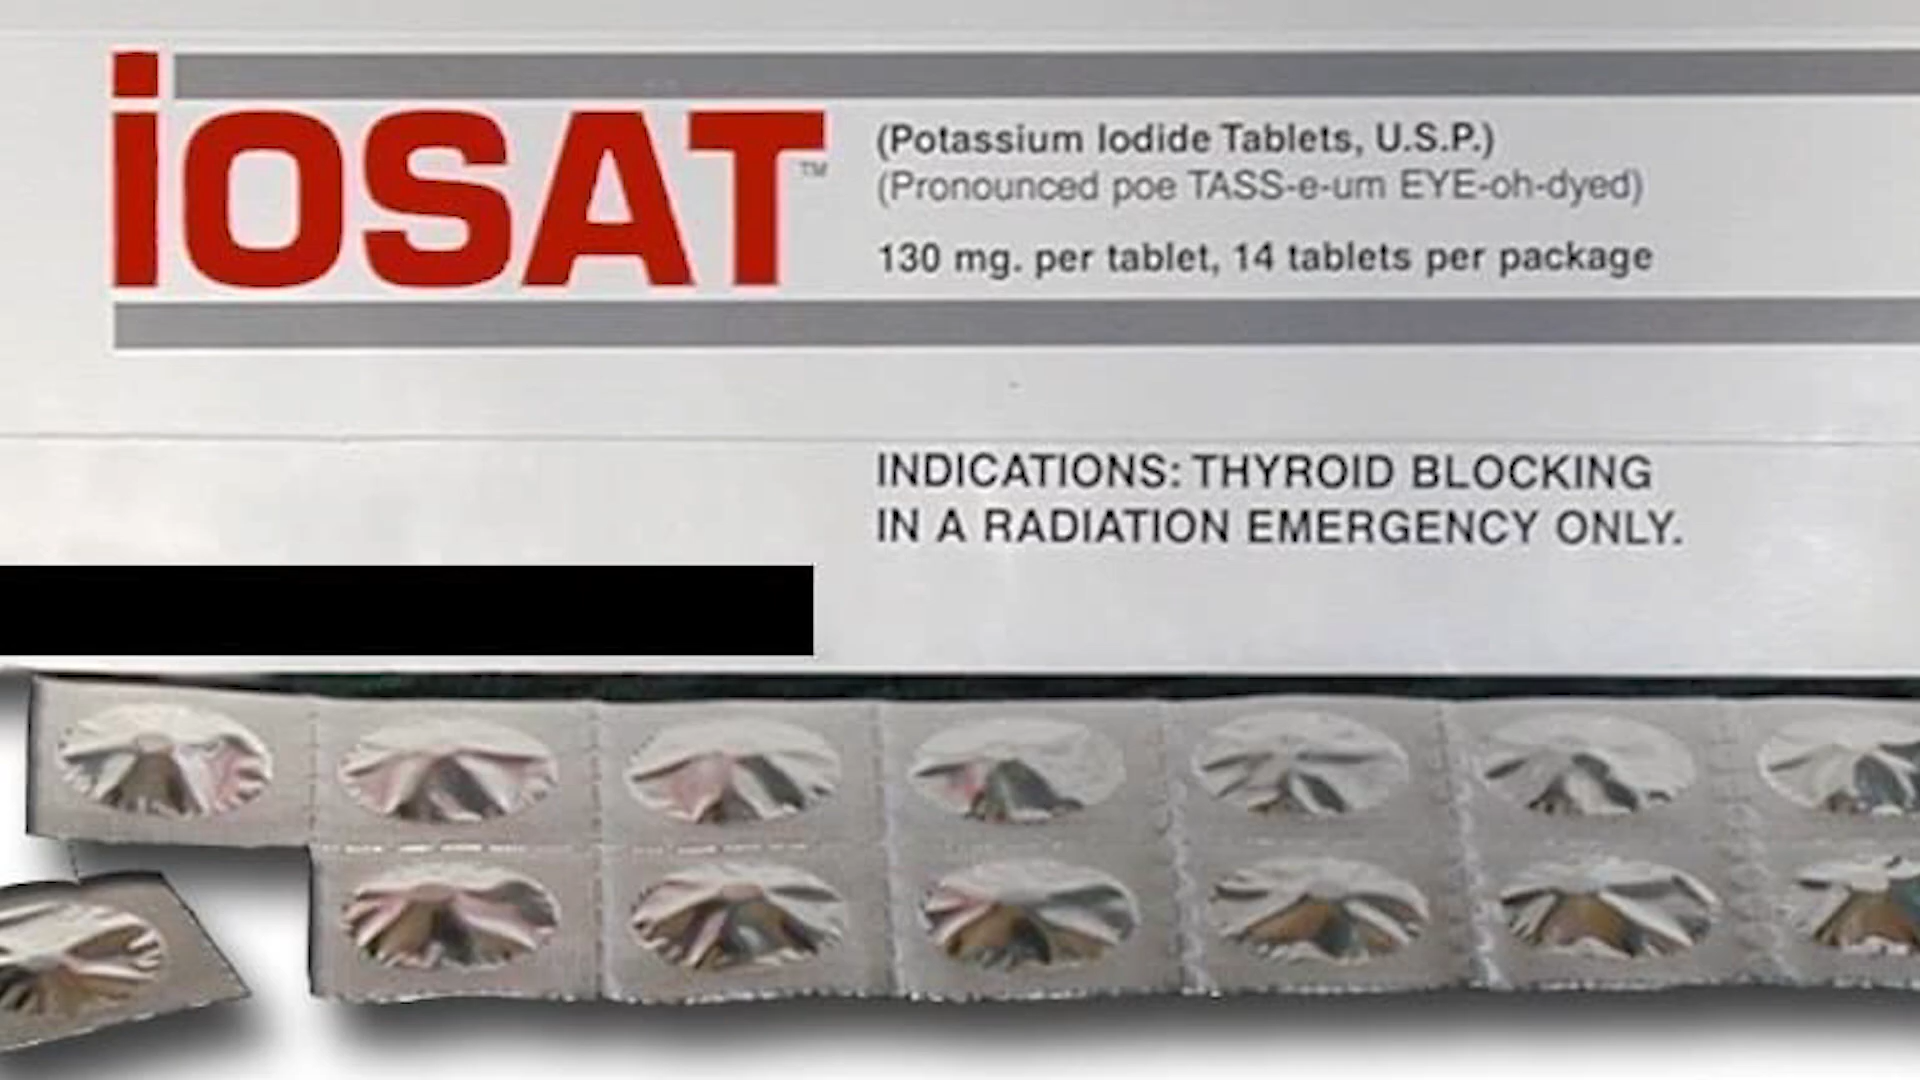 iOSAT™
(Potassium Iodide Tablets, U.S.P.)
(Pronounced poe TASS-e-um EYE-oh-dyed)
130 mg. per tablet, 14 tablets per package
INDICATIONS: THYROID BLOCKING
IN A RADIATION EMERGENCY ONLY.